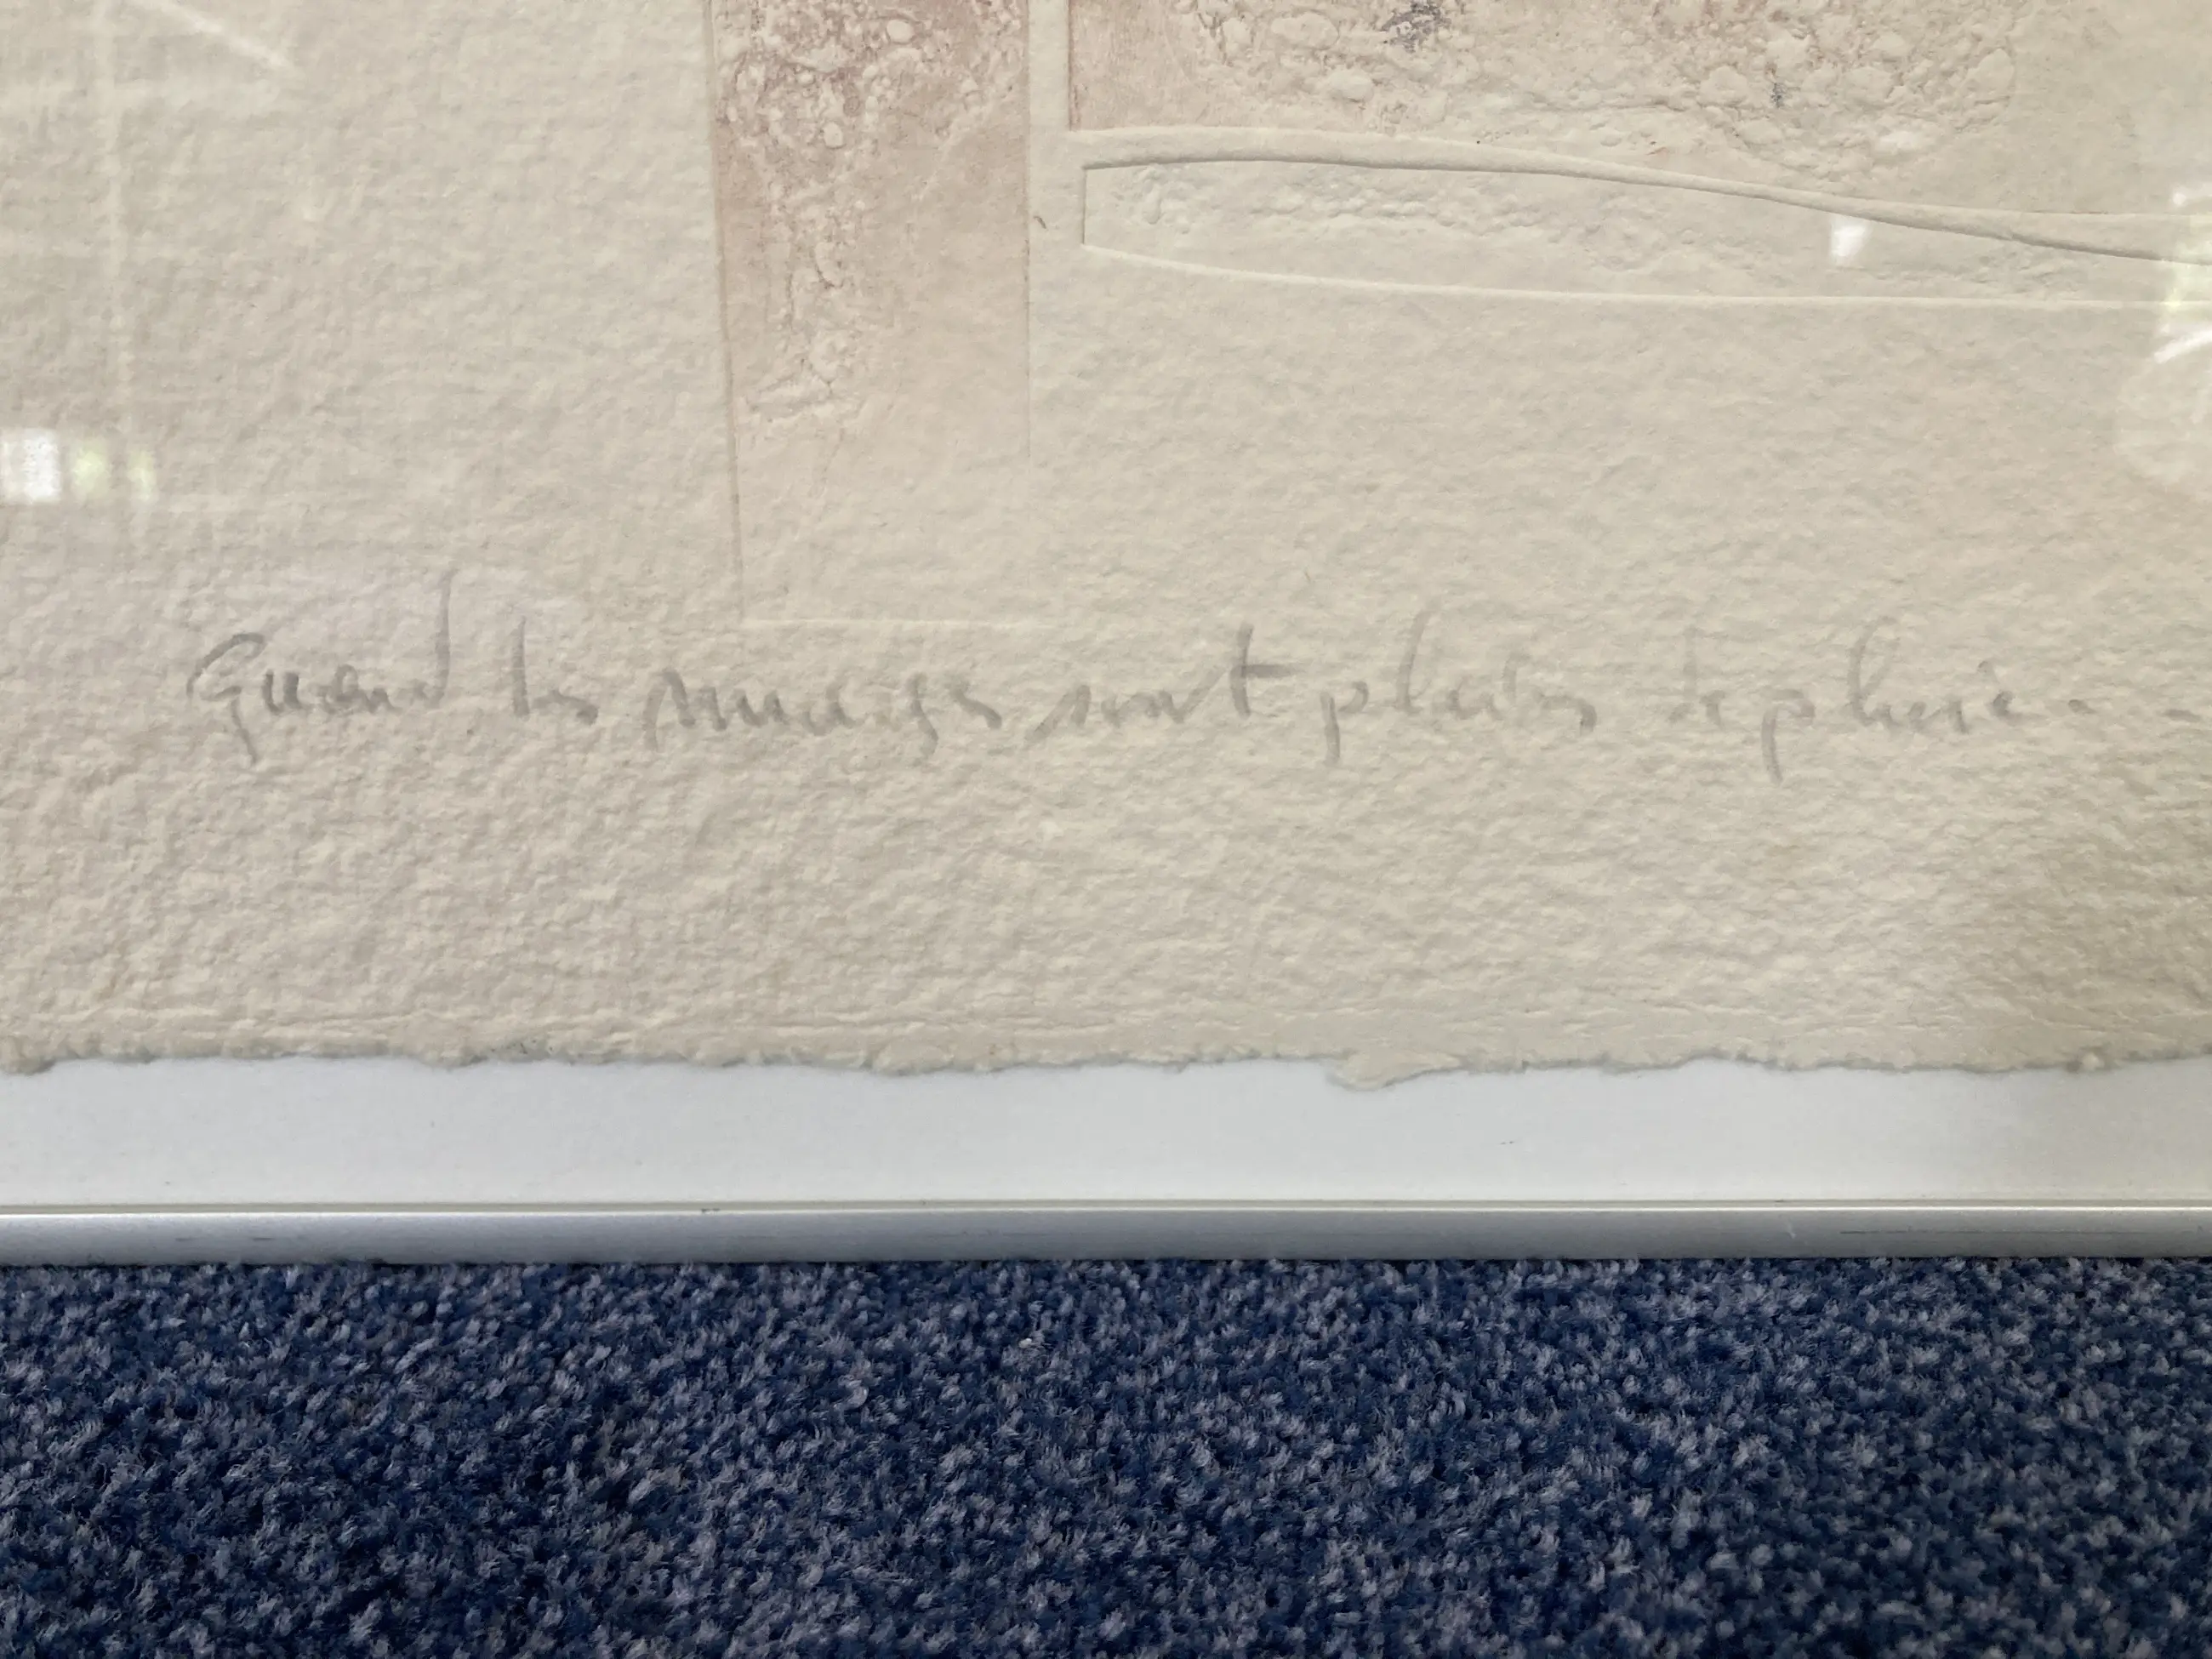 Quand les nuages sont pleins de pluie - -